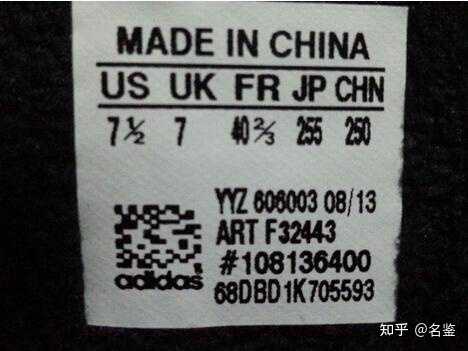 MADE IN CHINA
US UK FR JP CHN
7½ 7 40⅔ 255 250
YYZ 606003 08/13
ART F32443
#108136400
68DBD1K705593
adidas
知乎 @名鉴